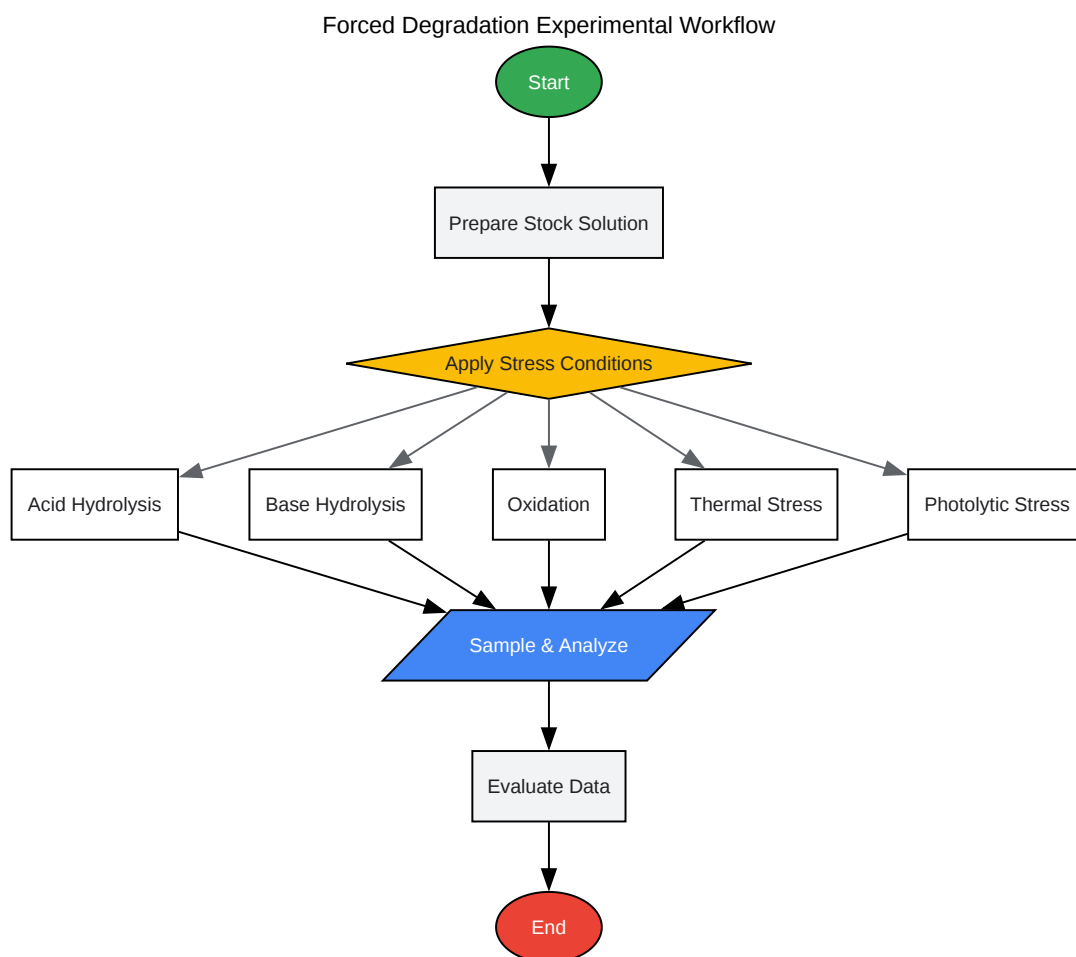 Forced Degradation Experimental Workflow
Start
Prepare Stock Solution
Apply Stress Conditions
Acid Hydrolysis
Base Hydrolysis
Oxidation
Thermal Stress
Photolytic Stress
Sample & Analyze
Evaluate Data
End